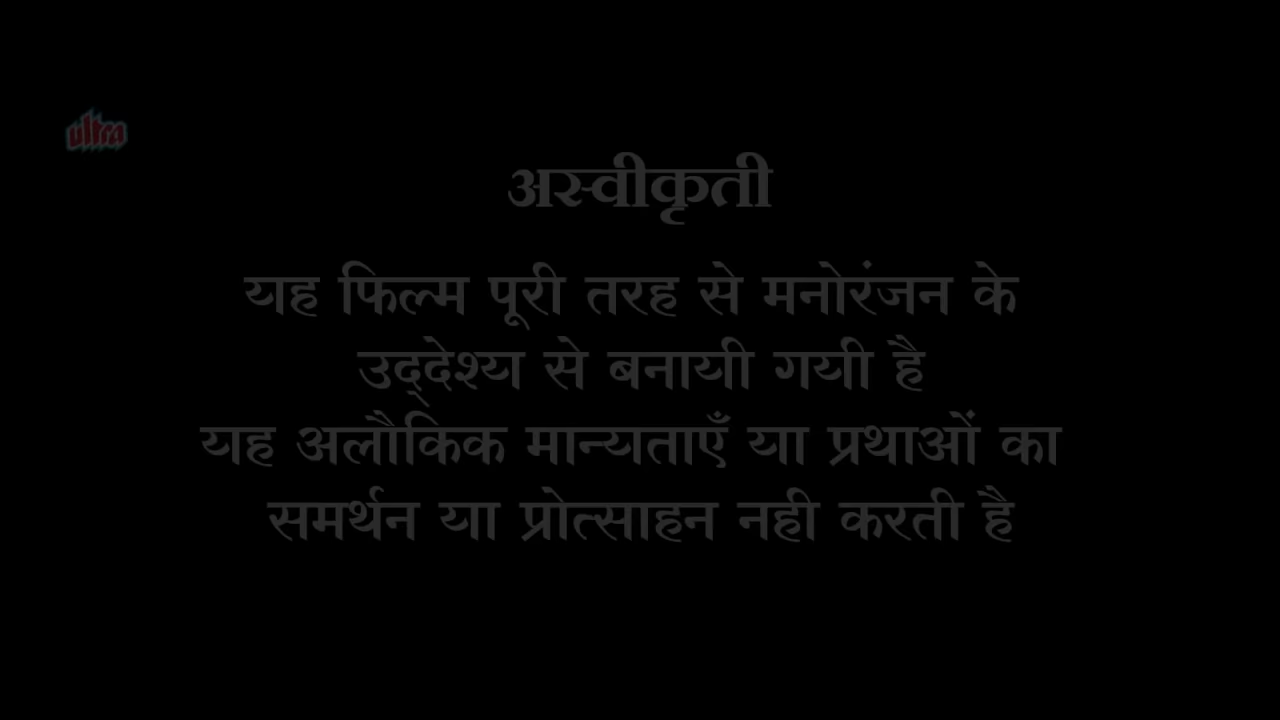 ultra
अस्वीकृती
यह फिल्म पूरी तरह से मनोरंजन के
उद्‌देश्य से बनायी गयी है
यह अलौकिक मान्यताएँ या प्रथाओं का
समर्थन या प्रोत्साहन नही करती है